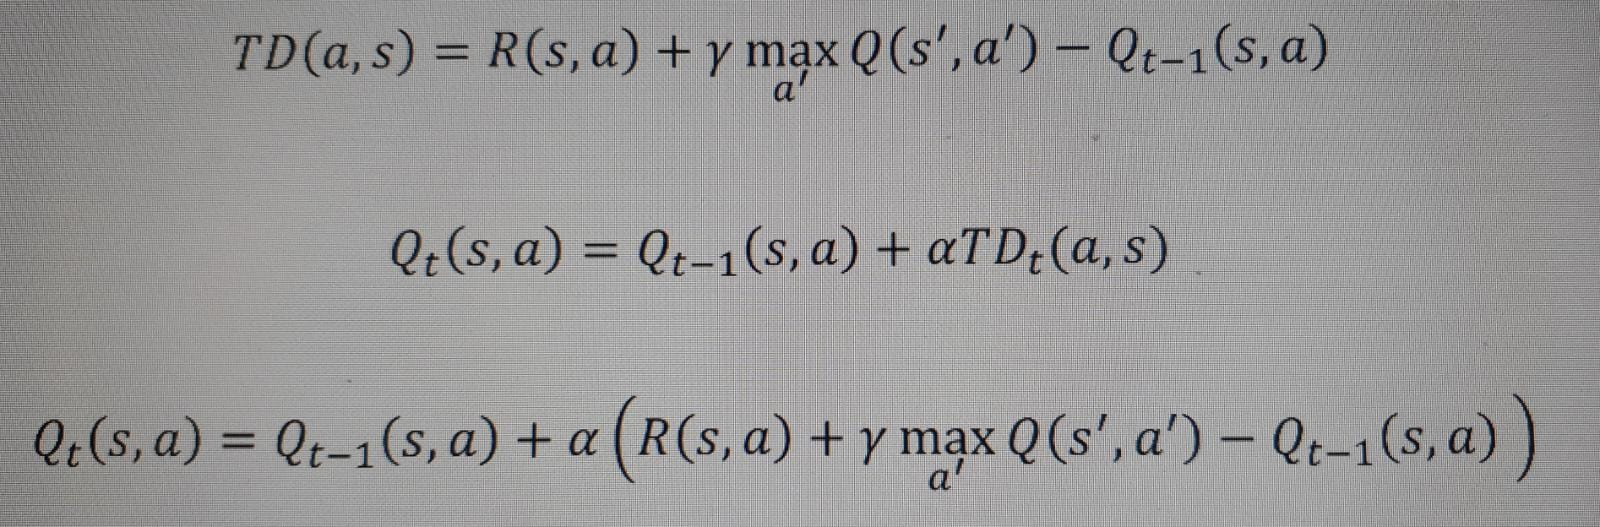 TD(a, s) = R(s, a) + γ max_{a′} Q(s′, a′) − Q_{t−1}(s, a)
Q_t(s, a) = Q_{t−1}(s, a) + αTD_t(a, s)
Q_t(s, a) = Q_{t−1}(s, a) + α(R(s, a) + γ max_{a′} Q(s′, a′) − Q_{t−1}(s, a))